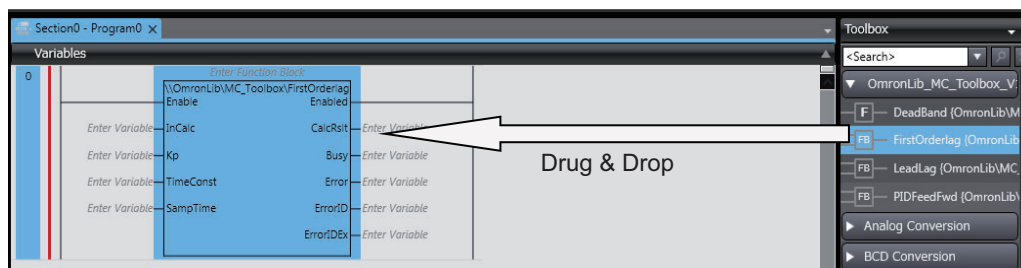 Section0 - Program0
Toolbox
Variables
<Search>
0
Enter Function Block
\\OmronLib\MC_Toolbox\FirstOrderlag
Enable Enabled
Enter Variable InCalc CalcRslt Enter Variable
Enter Variable Kp Busy Enter Variable
Enter Variable TimeConst Error Enter Variable
Enter Variable SampTime ErrorID Enter Variable
ErrorIDEx Enter Variable
Drug & Drop
OmronLib_MC_Toolbox_V
F DeadBand {OmronLib\M
FB FirstOrderlag {OmronLib
FB LeadLag {OmronLib\MC_
FB PIDFeedFwd {OmronLib\
Analog Conversion
BCD Conversion